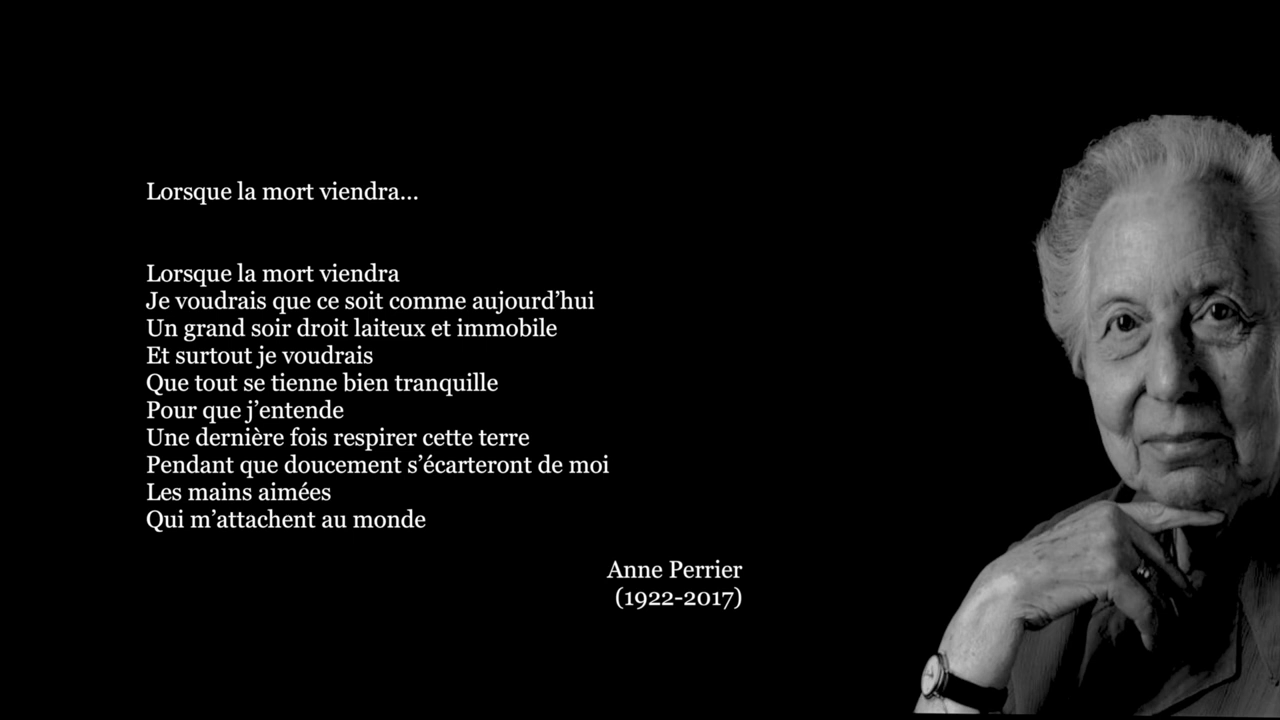 Lorsque la mort viendra...
Lorsque la mort viendra
Je voudrais que ce soit comme aujourd’hui
Un grand soir droit laiteux et immobile
Et surtout je voudrais
Que tout se tienne bien tranquille
Pour que j’entende
Une dernière fois respirer cette terre
Pendant que doucement s’écarteront de moi
Les mains aimées
Qui m’attachent au monde
Anne Perrier
(1922-2017)